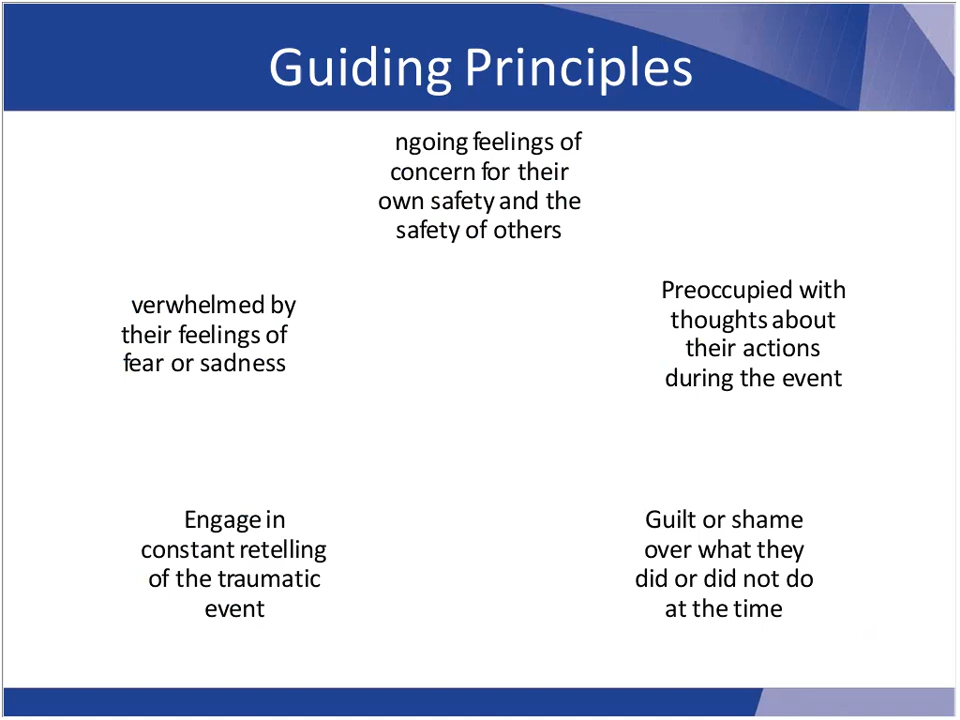 Guiding Principles
ngoing feelings of
concern for their
own safety and the
safety of others
Preoccupied with
thoughts about
their actions
during the event
Guilt or shame
over what they
did or did not do
at the time
Engage in
constant retelling
of the traumatic
event
verwhelmed by
their feelings of
fear or sadness